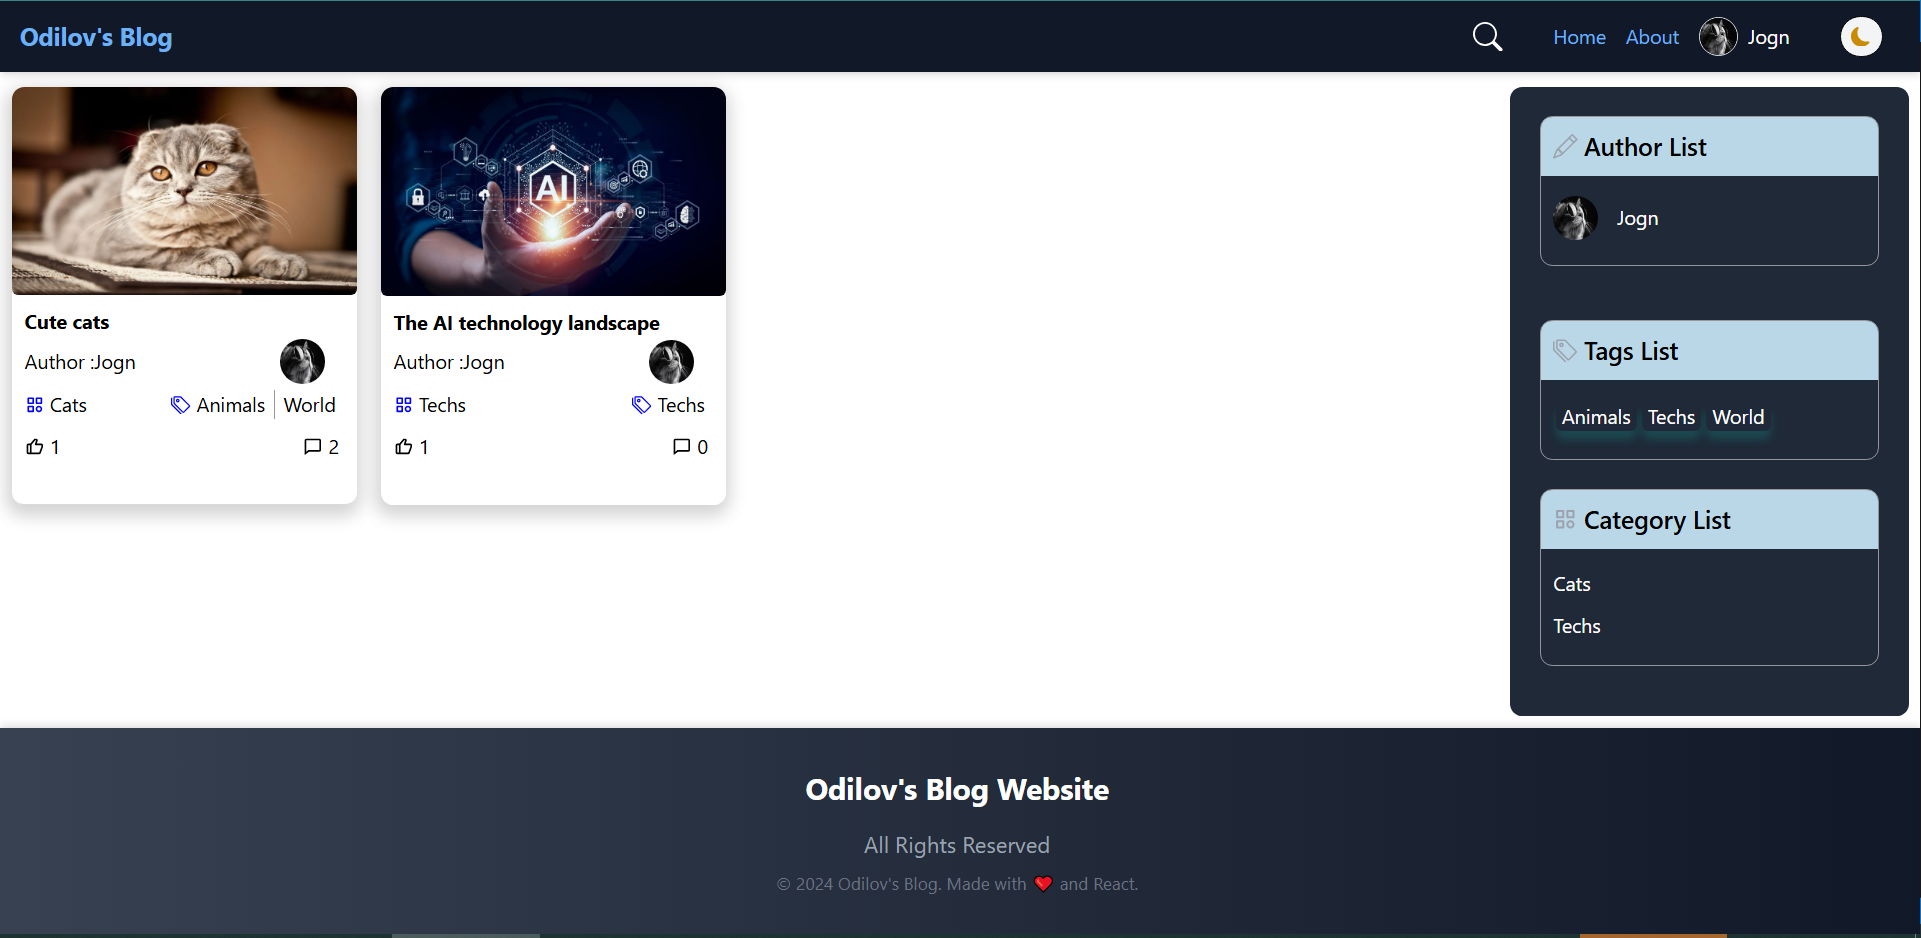 Odilov's Blog
Home About Jogn
Cute cats
Author :Jogn
Cats Animals World
1 2
AI
The AI technology landscape
Author :Jogn
Techs Techs
1 0
Author List
Jogn
Tags List
Animals Techs World
Category List
Cats
Techs
Odilov's Blog Website
All Rights Reserved
© 2024 Odilov's Blog. Made with ❤️ and React.